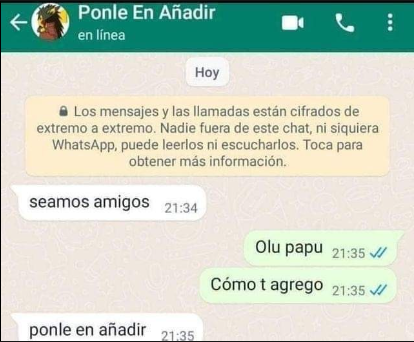 Ponle En Añadir
en línea
Hoy
Los mensajes y las llamadas están cifrados de
extremo a extremo. Nadie fuera de este chat, ni siquiera
WhatsApp, puede leerlos ni escucharlos. Toca para
obtener más información.
seamos amigos 21:34
Olu papu 21:35
Cómo t agrego 21:35
ponle en añadir 21:35